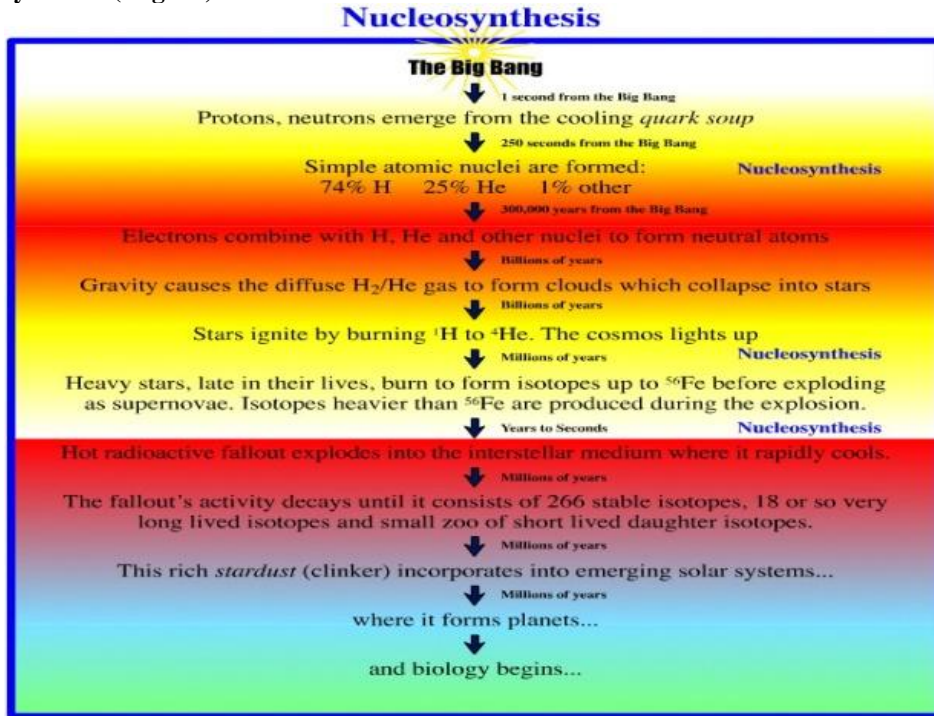 Nucleosynthesis
The Big Bang
1 second from the Big Bang
Protons, neutrons emerge from the cooling quark soup
250 seconds from the Big Bang
Simple atomic nuclei are formed:
Nucleosynthesis
74% H 25% He 1% other
300,000 years from the Big Bang
Electrons combine with H, He and other nuclei to form neutral atoms
Billions of years
Gravity causes the diffuse H₂/He gas to form clouds which collapse into stars
Billions of years
Stars ignite by burning ¹H to ⁴He. The cosmos lights up
Millions of years
Nucleosynthesis
Heavy stars, late in their lives, burn to form isotopes up to ⁵⁶Fe before exploding
as supernovae. Isotopes heavier than ⁵⁶Fe are produced during the explosion.
Years to Seconds
Nucleosynthesis
Hot radioactive fallout explodes into the interstellar medium where it rapidly cools.
Millions of years
The fallout's activity decays until it consists of 266 stable isotopes, 18 or so very
long lived isotopes and small zoo of short lived daughter isotopes.
Millions of years
This rich stardust (clinker) incorporates into emerging solar systems...
Millions of years
where it forms planets...
and biology begins...